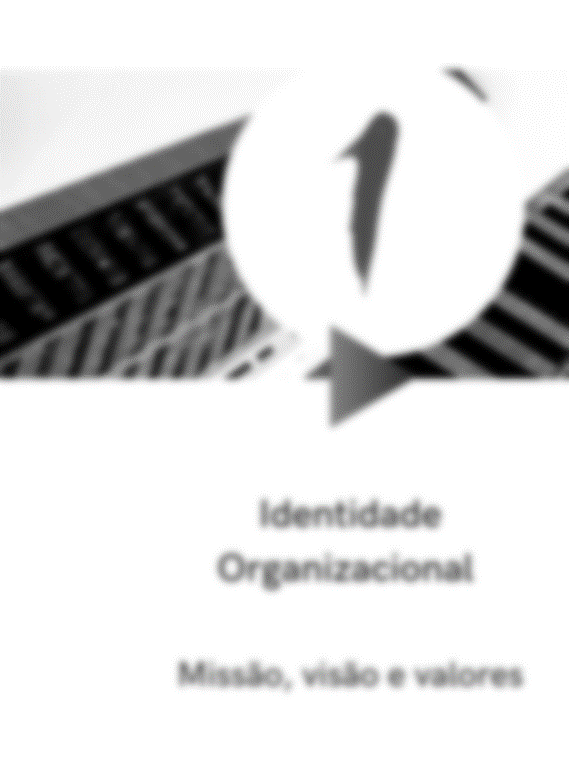 1
Identidade
Organizacional
Missão, visão e valores